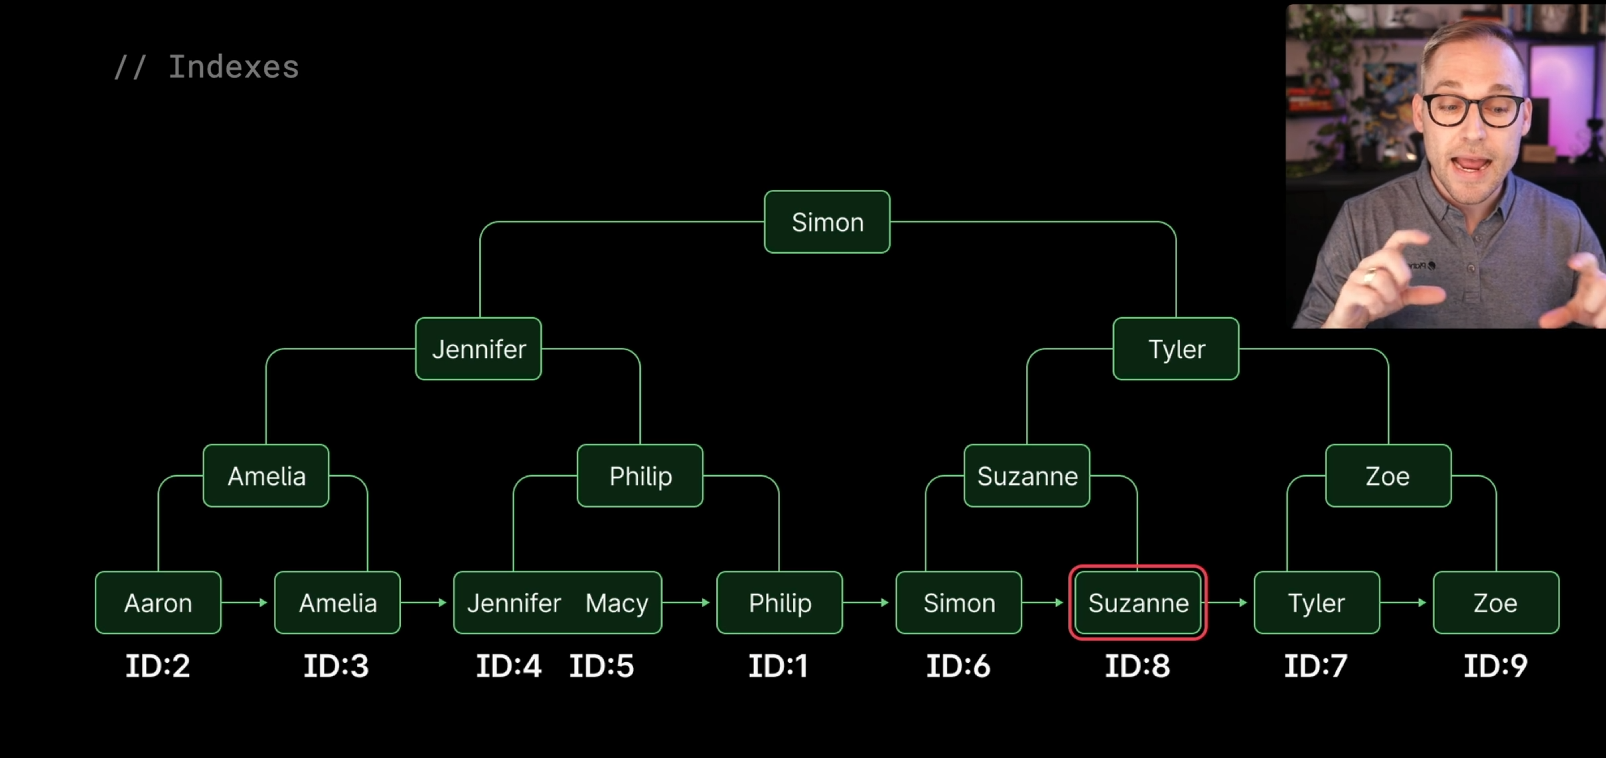 // Indexes
Simon
Jennifer
Tyler
Amelia
Philip
Suzanne
Zoe
Aaron
Amelia
Jennifer Macy
Philip
Simon
Suzanne
Tyler
Zoe
ID:2
ID:3
ID:4 ID:5
ID:1
ID:6
ID:8
ID:7
ID:9